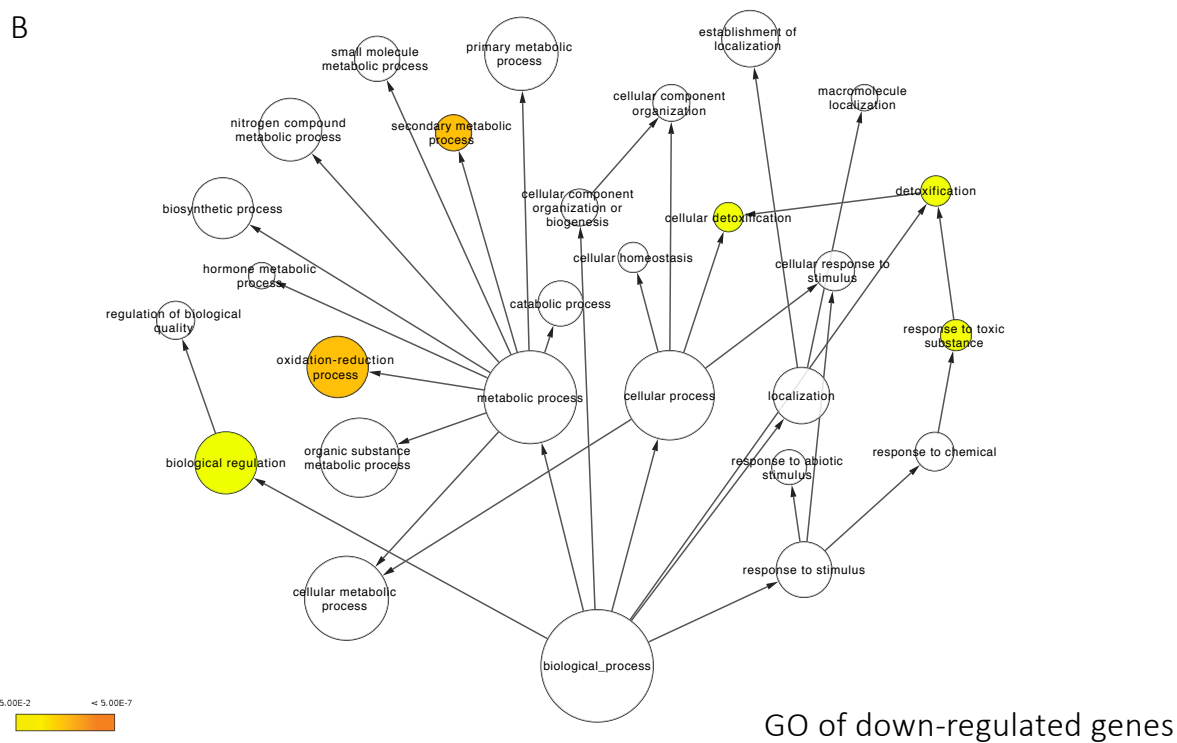 B
establishment of
localization
small molecule
metabolic process
primary metabolic
process
cellular component
organization
macromolecule
localization
nitrogen compound
metabolic process
secondary metabolic
process
cellular component
organization or
biogenesis
detoxification
biosynthetic process
cellular detoxification
hormone metabolic
process
cellular homeostasis
cellular response to
stimulus
catabolic process
regulation of biological
quality
response to toxic
substance
oxidation-reduction
process
metabolic process
cellular process
localization
organic substance
metabolic process
biological regulation
response to abiotic
stimulus
response to chemical
cellular metabolic
process
response to stimulus
biological_process
5.00E-2
< 5.00E-7
GO of down-regulated genes